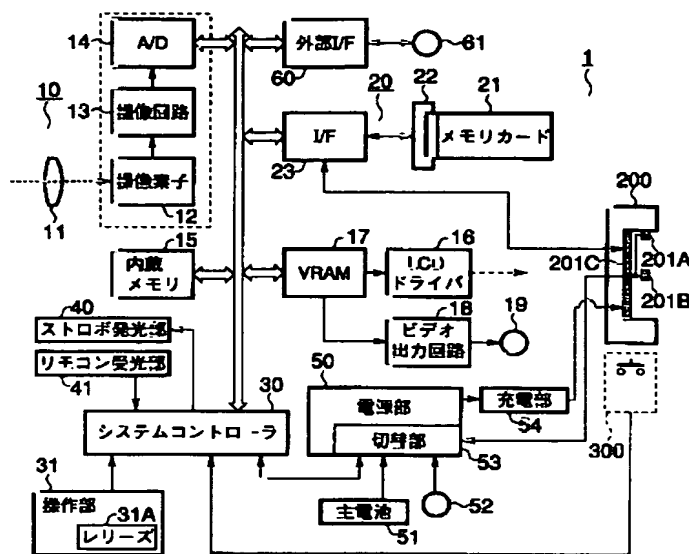 14
A/D
外部I/F
61
60
1
10
13
撮像回路
20
22
21
I/F
メモリカード
23
撮像素子
11
12
200
15
17
16
内蔵
メモリ
VRAM
LCD
ドライバ
201C
201A
201B
40
18
19
ストロボ発光部
ビデオ
出力回路
リモコン受光部
41
30
50
電源部
充電部
54
300
システムコントローラ
切替部
53
31
操作部
31A
レリーズ
主電池
51
52